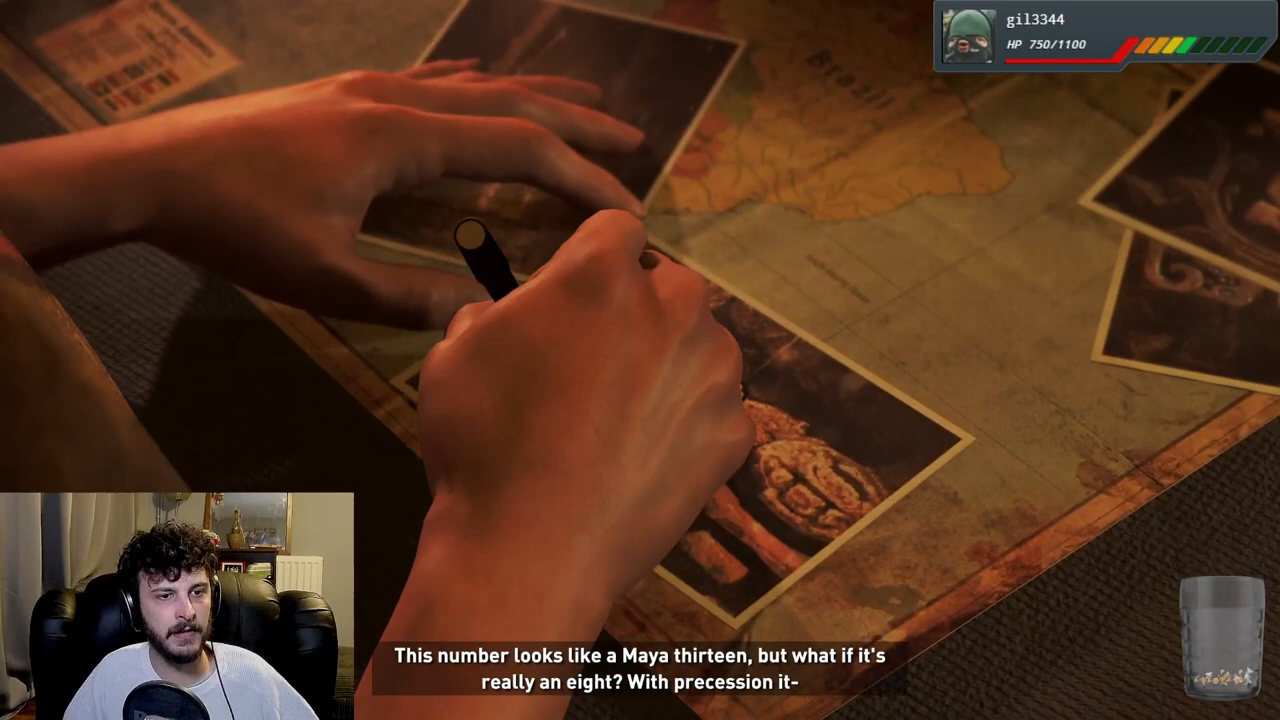 gil3344
HP 750/1100
Brazil
This number looks like a Maya thirteen, but what if it's
really an eight? With precession it-